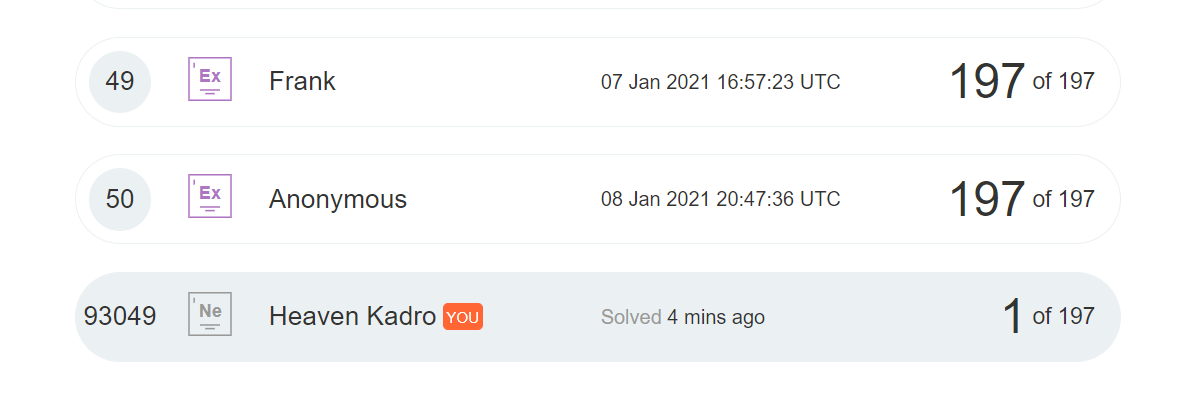 49 Ex Frank 07 Jan 2021 16:57:23 UTC 197 of 197
50 Ex Anonymous 08 Jan 2021 20:47:36 UTC 197 of 197
93049 Ne Heaven Kadro YOU Solved 4 mins ago 1 of 197